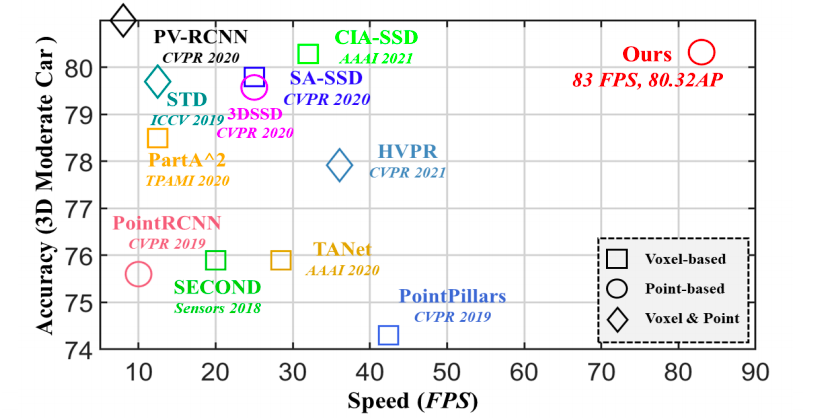 PV-RCNN
CVPR 2020
CIA-SSD
AAAI 2021
Ours
83 FPS, 80.32AP
SA-SSD
CVPR 2020
STD
ICCV 2019
3DSSD
CVPR 2020
PartA^2
TPAMI 2020
HVPR
CVPR 2021
PointRCNN
CVPR 2019
SECOND
Sensors 2018
TANet
AAAI 2020
PointPillars
CVPR 2019
Voxel-based
Point-based
Voxel & Point
Accuracy (3D Moderate Car )
80
79
78
77
76
75
74
10 20 30 40 50 60 70 80 90
Speed (FPS)